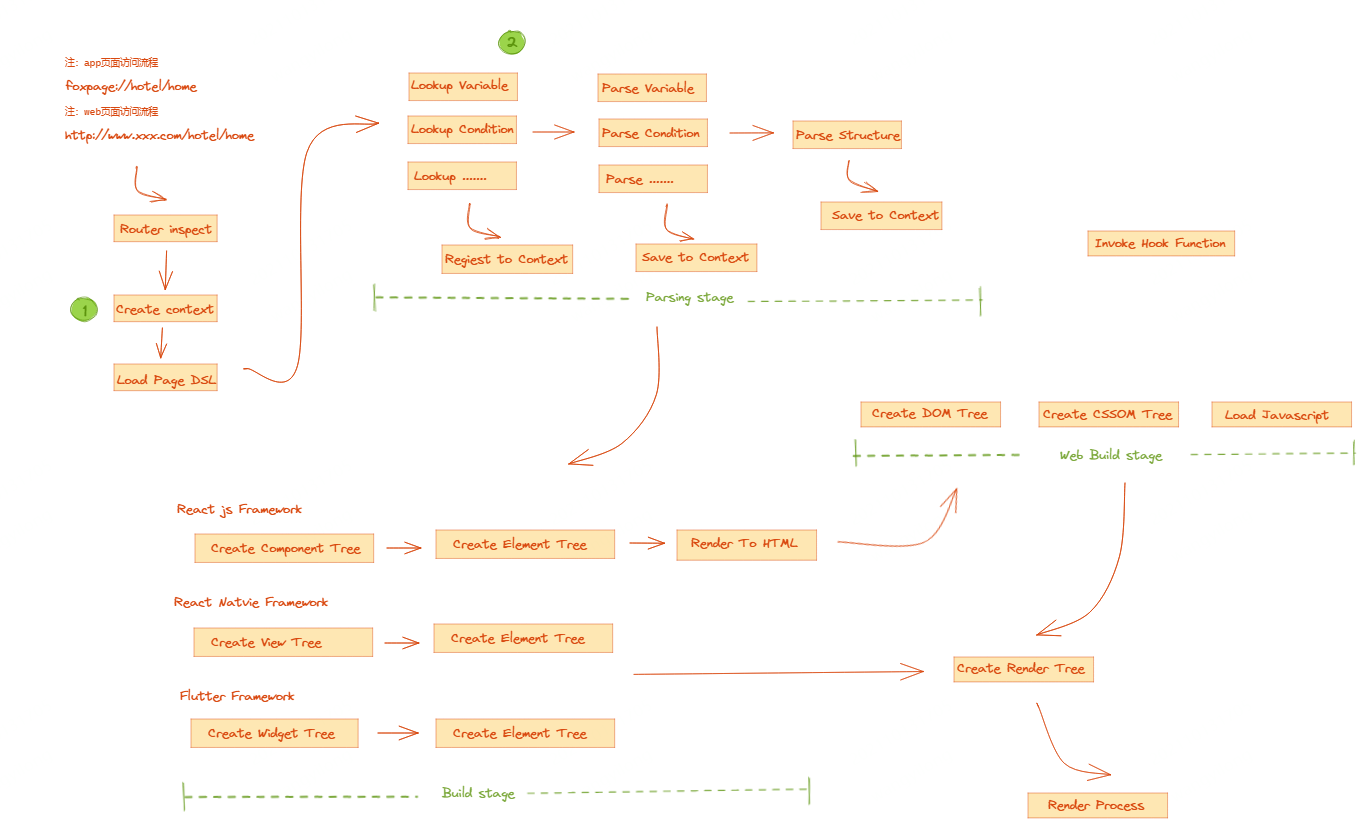 注: app页面访问流程
foxpage://hotel/home
注: web页面访问流程
http://www.xxx.com/hotel/home
Router inspect
1
Create context
Load Page DSL
2
Lookup Variable
Lookup Condition
Lookup .......
Regiest to Context
Parse Variable
Parse Condition
Parse .......
Save to Context
Parse Structure
Save to Context
Parsing stage
Invoke Hook Function
Create DOM Tree
Create CSSOM Tree
Load Javascript
Web Build stage
React js Framework
Create Component Tree
Create Element Tree
Render To HTML
React Natvie Framework
Create View Tree
Create Element Tree
Flutter Framework
Create Widget Tree
Create Element Tree
Build stage
Create Render Tree
Render Process